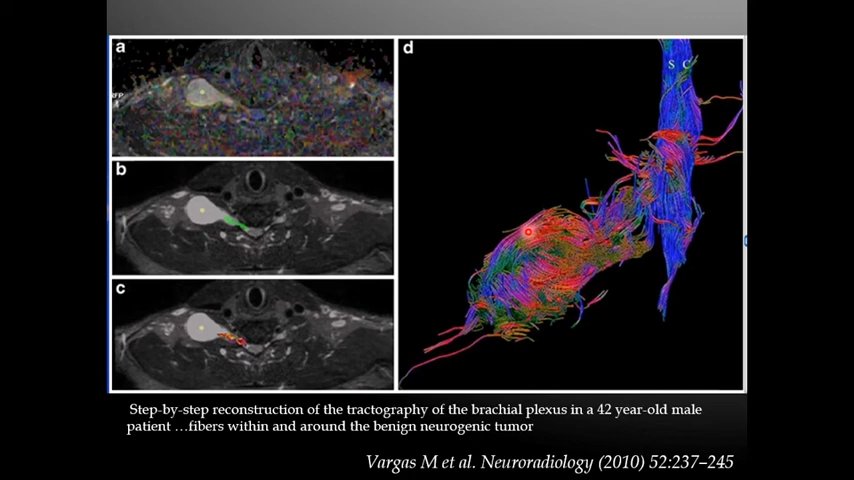 a
d
S C
b
c
Step-by-step reconstruction of the tractography of the brachial plexus in a 42 year-old male
patient …fibers within and around the benign neurogenic tumor
Vargas M et al. Neuroradiology (2010) 52:237–245